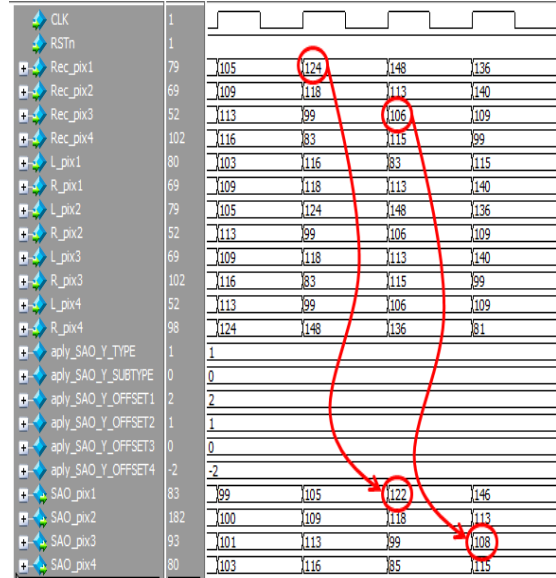 CLK 1
RSTn 1
Rec_pix1 79 105 124 148 136
Rec_pix2 69 109 118 113 140
Rec_pix3 52 113 99 106 109
Rec_pix4 102 116 83 115 99
L_pix1 80 103 116 83 115
R_pix1 69 109 118 113 140
L_pix2 79 105 124 148 136
R_pix2 52 113 99 106 109
L_pix3 69 109 118 113 140
R_pix3 102 116 83 115 99
L_pix4 52 113 99 106 109
R_pix4 98 124 148 136 81
aply_SAO_Y_TYPE 1 1
aply_SAO_Y_SUBTYPE 0 0
aply_SAO_Y_OFFSET1 2 2
aply_SAO_Y_OFFSET2 1 1
aply_SAO_Y_OFFSET3 0 0
aply_SAO_Y_OFFSET4 -2 -2
SAO_pix1 83 99 105 122 146
SAO_pix2 182 100 109 118 113
SAO_pix3 93 101 113 99 108
SAO_pix4 80 103 116 85 115